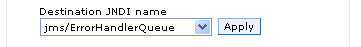 Destination JNDI name
jms/ErrorHandlerQueue Apply